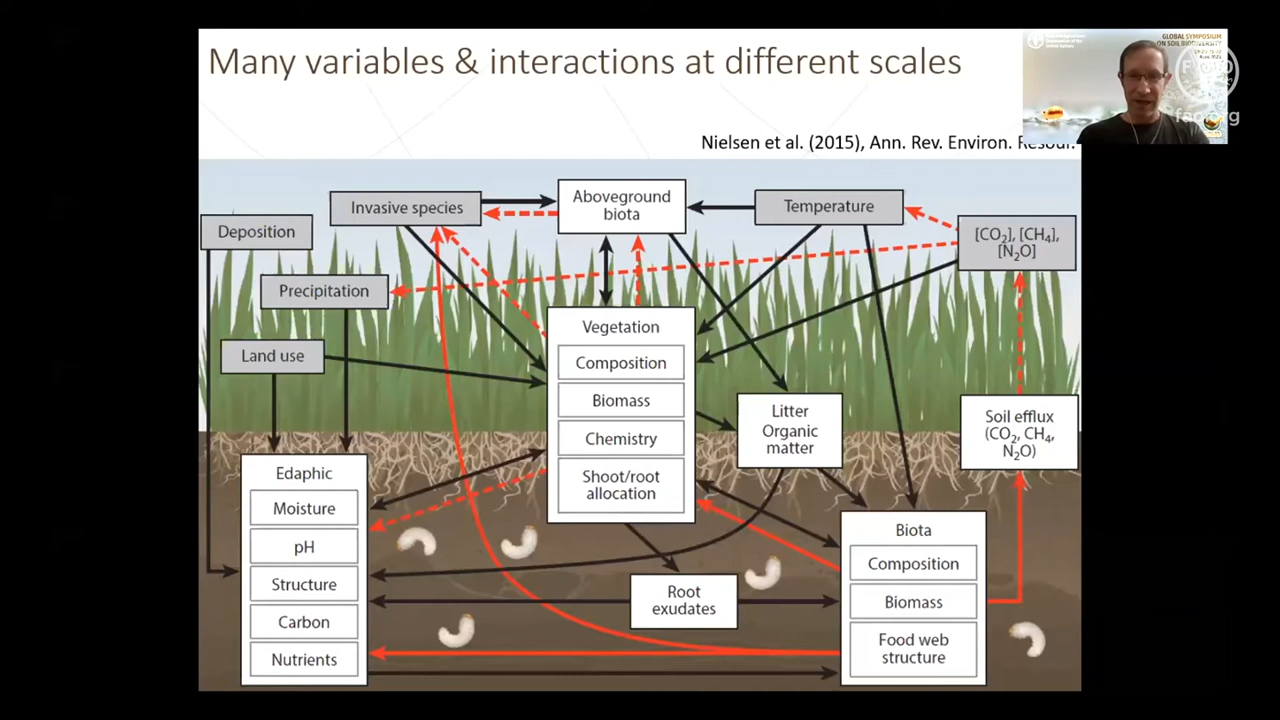 Many variables & interactions at different scales
GLOBAL SYMPOSIUM
ON SOIL BIODIVERSITY
fao.org
Nielsen et al. (2015), Ann. Rev. Environ. Resour.
Invasive species
Aboveground
biota
Temperature
Deposition
[CO₂], [CH₄],
[N₂O]
Precipitation
Vegetation
Land use
Composition
Biomass
Chemistry
Shoot/root
allocation
Litter
Organic
matter
Soil efflux
(CO₂, CH₄,
N₂O)
Edaphic
Moisture
pH
Structure
Carbon
Nutrients
Root
exudates
Biota
Composition
Biomass
Food web
structure